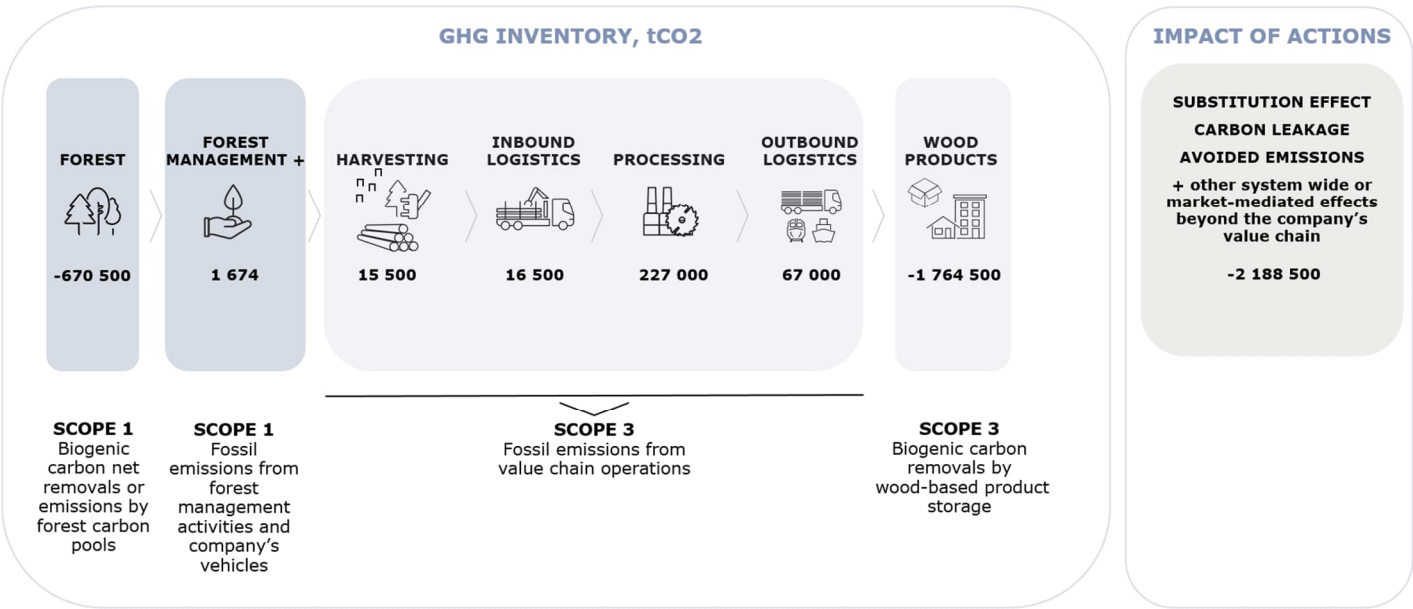 GHG INVENTORY, tCO2
FOREST
-670 500
FOREST
MANAGEMENT +
1 674
HARVESTING
15 500
INBOUND
LOGISTICS
16 500
PROCESSING
227 000
OUTBOUND
LOGISTICS
67 000
WOOD
PRODUCTS
-1 764 500
SCOPE 1
Biogenic
carbon net
removals or
emissions by
forest carbon
pools
SCOPE 1
Fossil
emissions from
forest
management
activities and
company’s
vehicles
SCOPE 3
Fossil emissions from
value chain operations
SCOPE 3
Biogenic carbon
removals by
wood-based product
storage
IMPACT OF ACTIONS
SUBSTITUTION EFFECT
CARBON LEAKAGE
AVOIDED EMISSIONS
+ other system wide or
market-mediated effects
beyond the company’s
value chain
-2 188 500